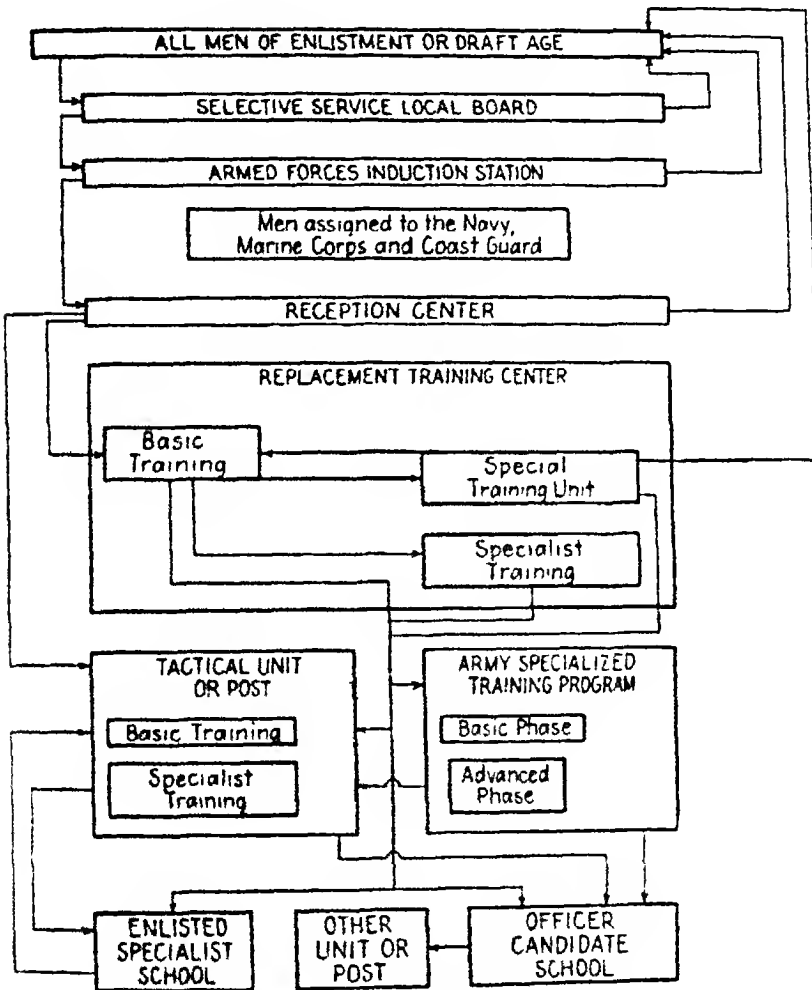 ALL MEN OF ENLISTMENT OR DRAFT AGE
SELECTIVE SERVICE LOCAL BOARD
ARMED FORCES INDUCTION STATION
Men assigned to the Navy,
Marine Corps and Coast Guard
RECEPTION CENTER
REPLACEMENT TRAINING CENTER
Basic
Training
Special
Training Unit
Specialist
Training
TACTICAL UNIT
OR POST
Basic Training
Specialist
Training
ARMY SPECIALIZED
TRAINING PROGRAM
Basic Phase
Advanced
Phase
ENLISTED
SPECIALIST
SCHOOL
OTHER
UNIT OR
POST
OFFICER
CANDIDATE
SCHOOL